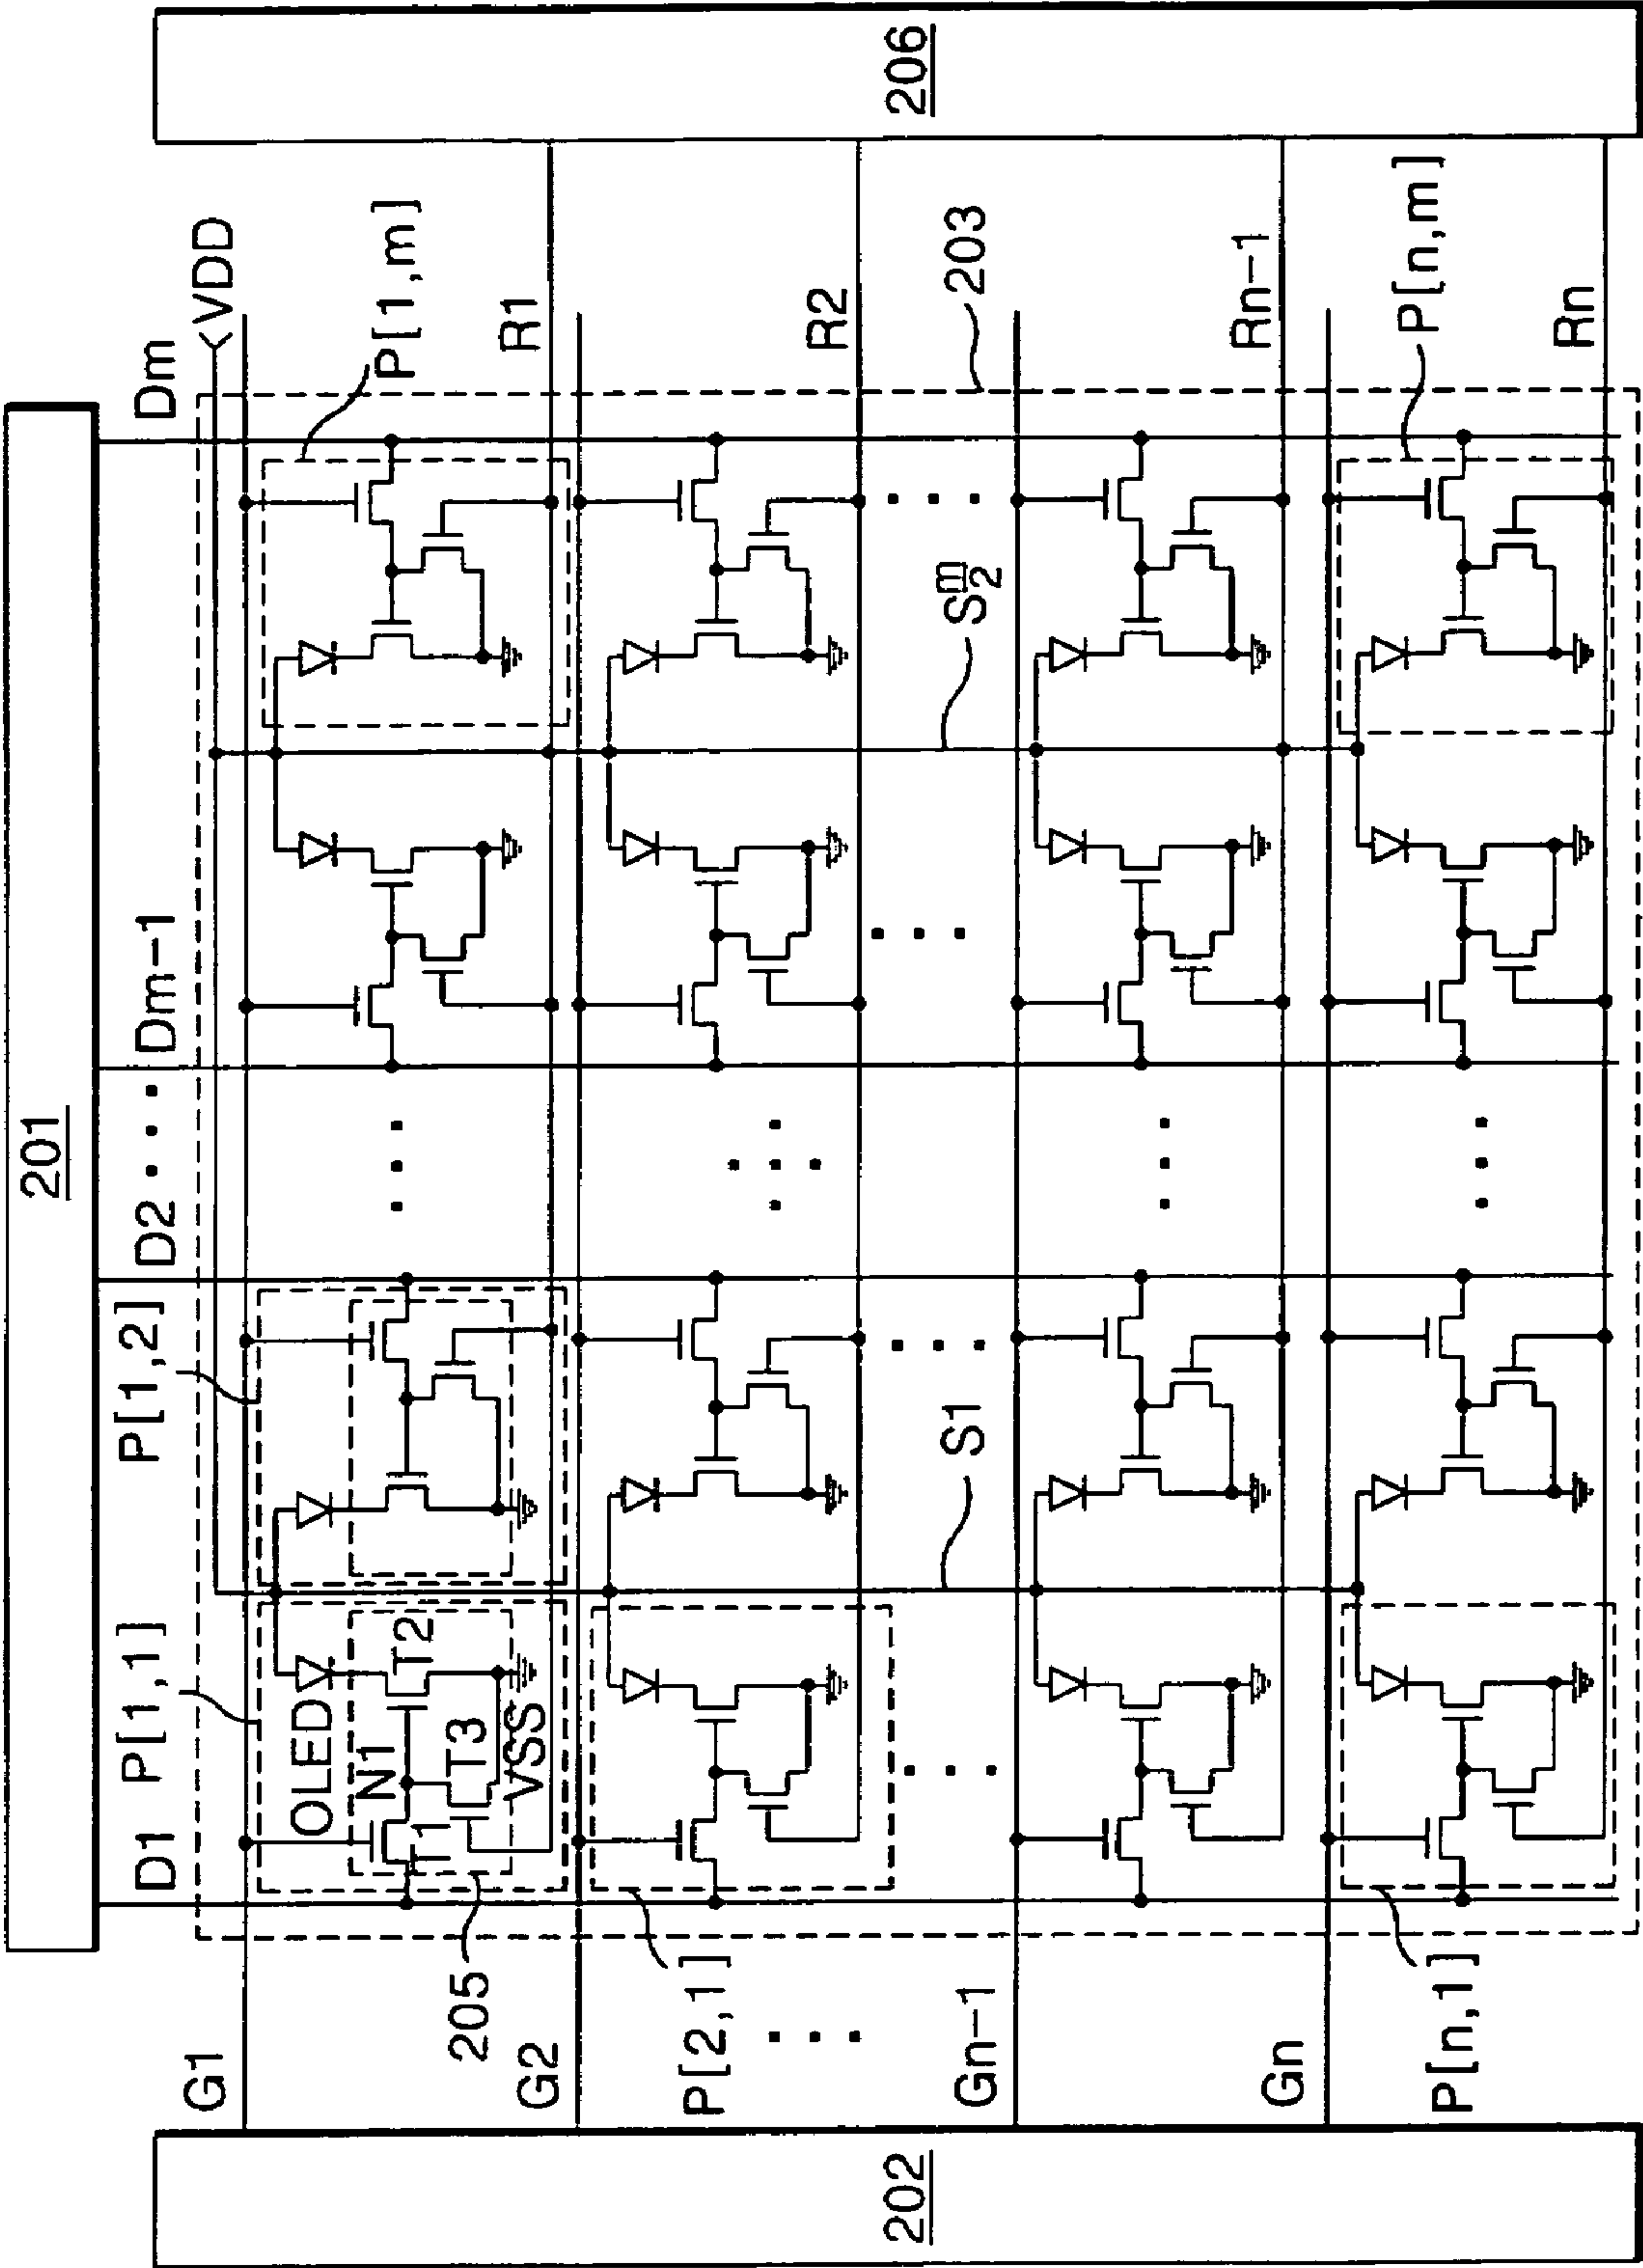 201
D1
D2
Dm-1
Dm
P[1,1]
P[1,2]
VDD
G1
OLED
N1
T1
T2
T3
VSS
205
P[1,m]
R1
G2
P[2,1]
R2
S1
S m/2
203
Gn-1
Rn-1
Gn
P[n,1]
P[n,m]
Rn
202
206